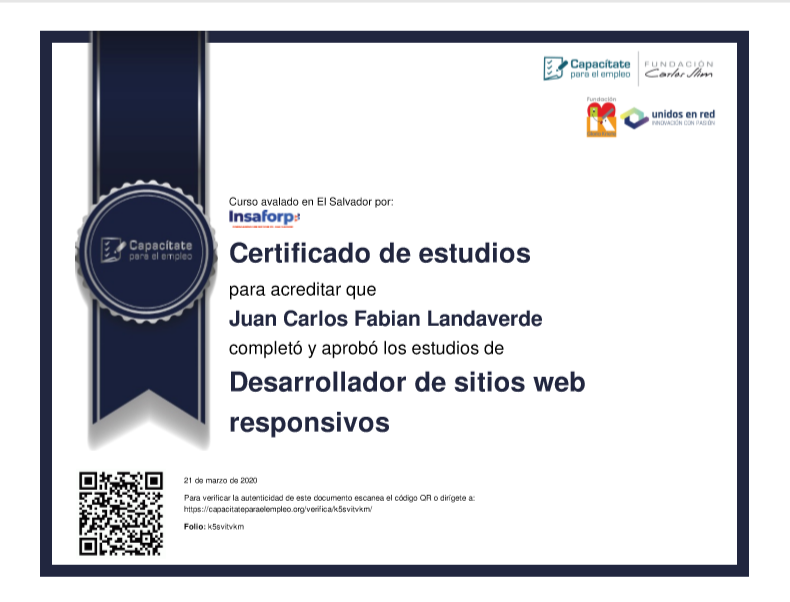 Capacítate
para el empleo
FUNDACIÓN
Carlos Slim
fundación
unidos en red
INNOVACIÓN CON PASIÓN
Curso avalado en El Salvador por:
Insaforp
Capacítate
para el empleo
Certificado de estudios
para acreditar que
Juan Carlos Fabian Landaverde
completó y aprobó los estudios de
Desarrollador de sitios web
responsivos
21 de marzo de 2020
Para verificar la autenticidad de este documento escanea el código QR o dirígete a:
https://capacitateparaelempleo.org/verifica/k5svitvkm/
Folio: k5svitvkm